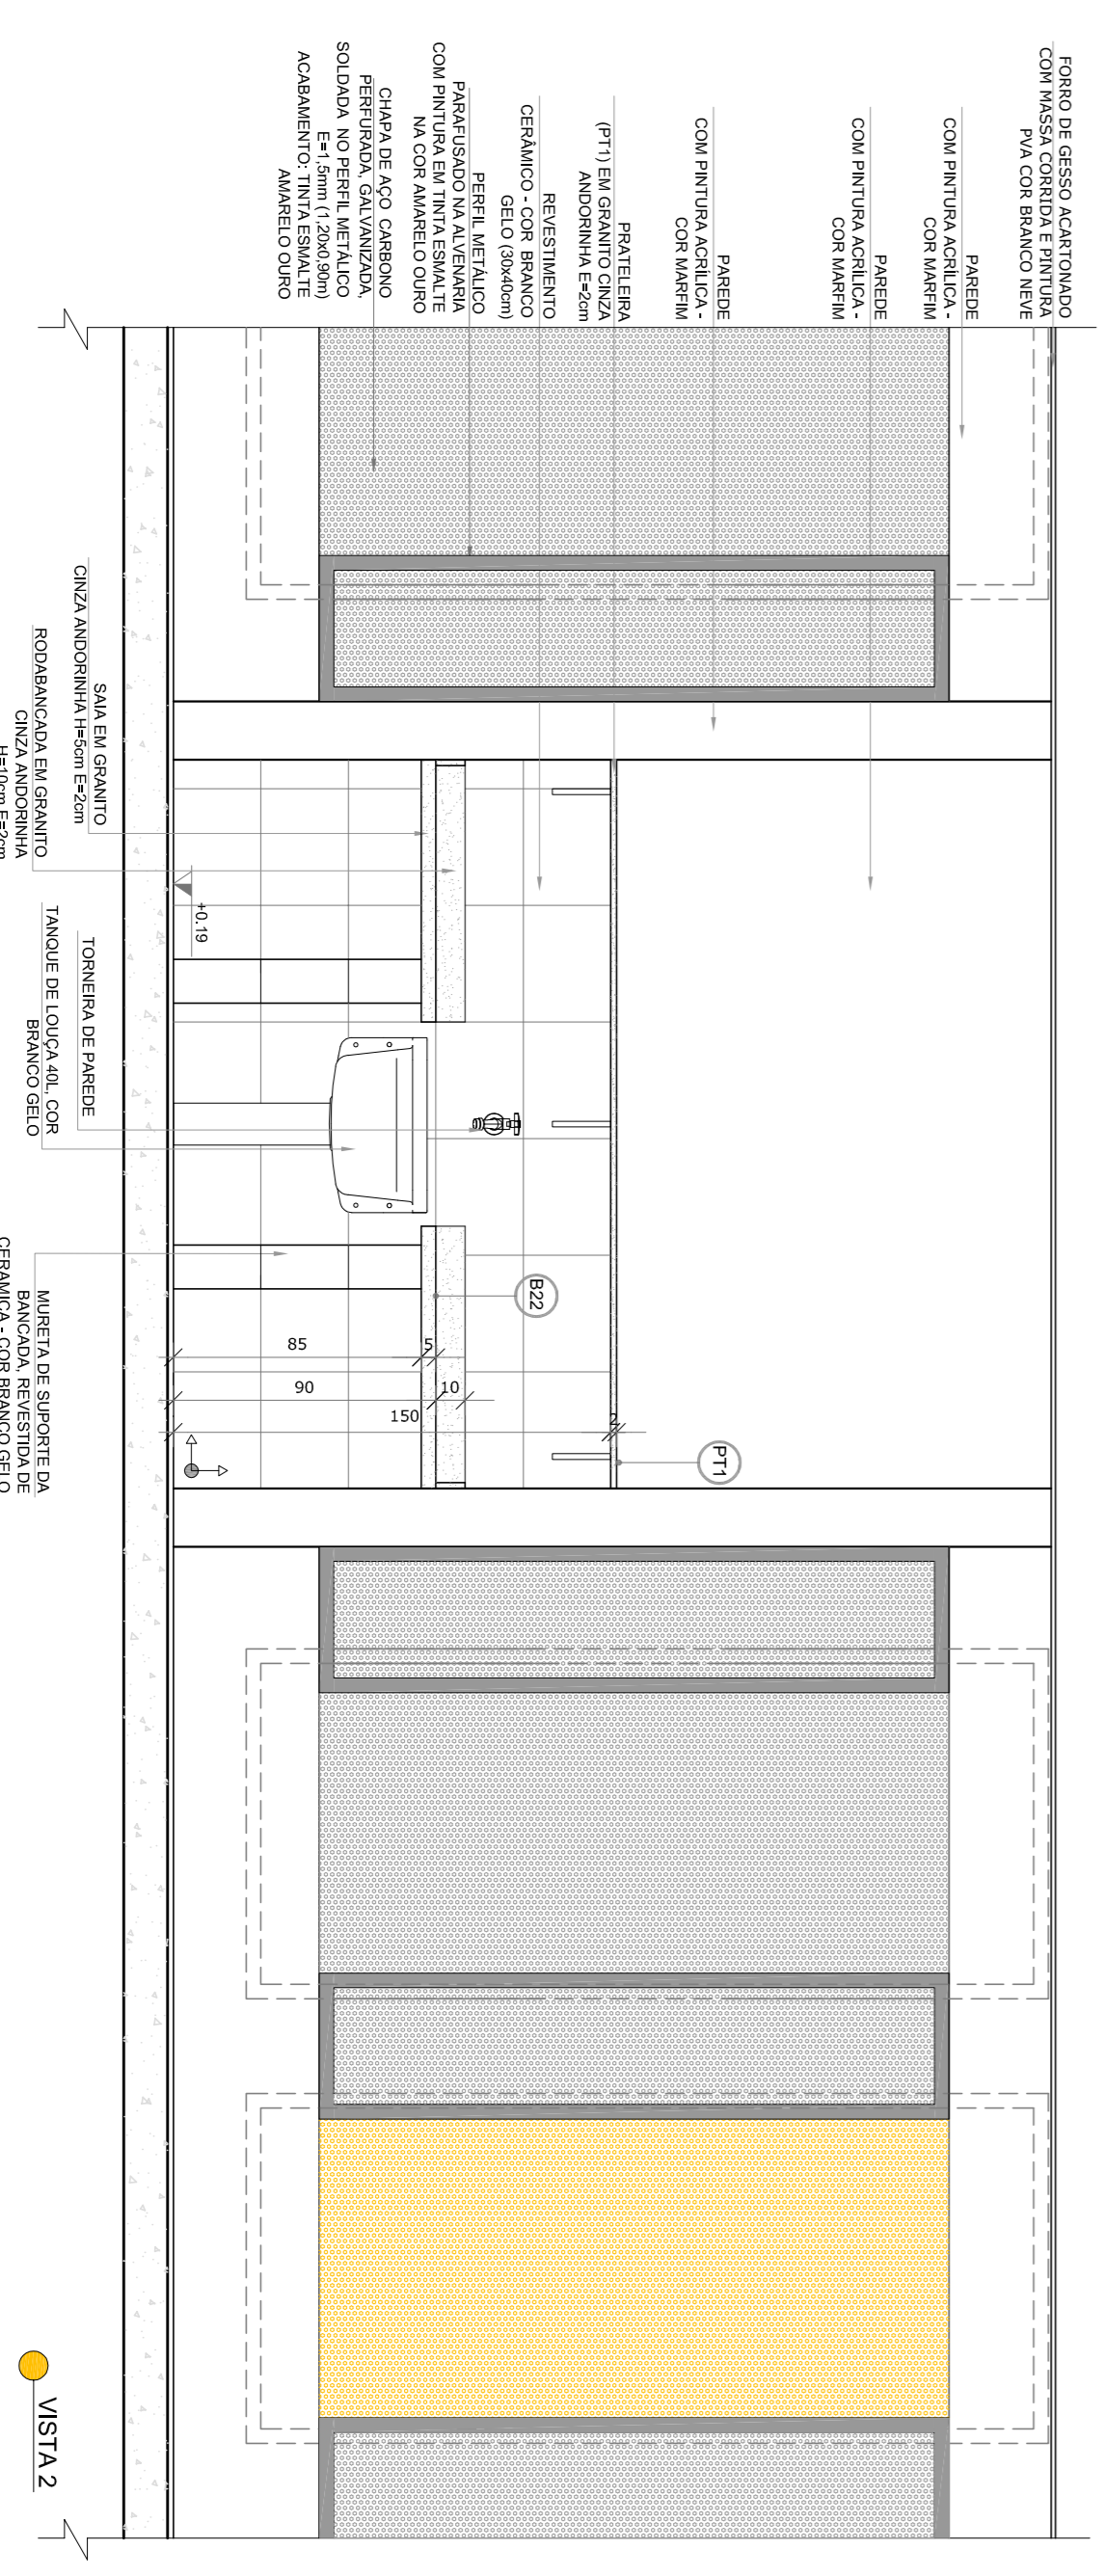 FORRO DE GESSO ACARTONADO
COM MASSA CORRIDA E PINTURA
PVA COR BRANCO NEVE
PAREDE
COM PINTURA ACRÍLICA -
COR MARFIM
PAREDE
COM PINTURA ACRÍLICA -
COR MARFIM
PAREDE
COM PINTURA ACRÍLICA -
COR MARFIM
PRATELEIRA
(PT1) EM GRANITO CINZA
ANDORINHA E=2cm
REVESTIMENTO
CERÂMICO - COR BRANCO
GELO (30x40cm)
PERFIL METÁLICO
PARAFUSADO NA ALVENARIA
COM PINTURA EM TINTA ESMALTE
NA COR AMARELO OURO
CHAPA DE AÇO CARBONO
PERFURADA, GALVANIZADA,
SOLDADA NO PERFIL METÁLICO
E=1,5mm (1,20x0,90m)
ACABAMENTO: TINTA ESMALTE
AMARELO OURO
PT1
B22
2
150
10
90
5
85
+0.19
SAIA EM GRANITO
CINZA ANDORINHA H=5cm E=2cm
RODABANCADA EM GRANITO
CINZA ANDORINHA
H=10cm E=2cm
TORNEIRA DE PAREDE
TANQUE DE LOUÇA 40L, COR
BRANCO GELO
MURETA DE SUPORTE DA
BANCADA, REVESTIDA DE
CERÂMICA - COR BRANCO GELO
VISTA 2